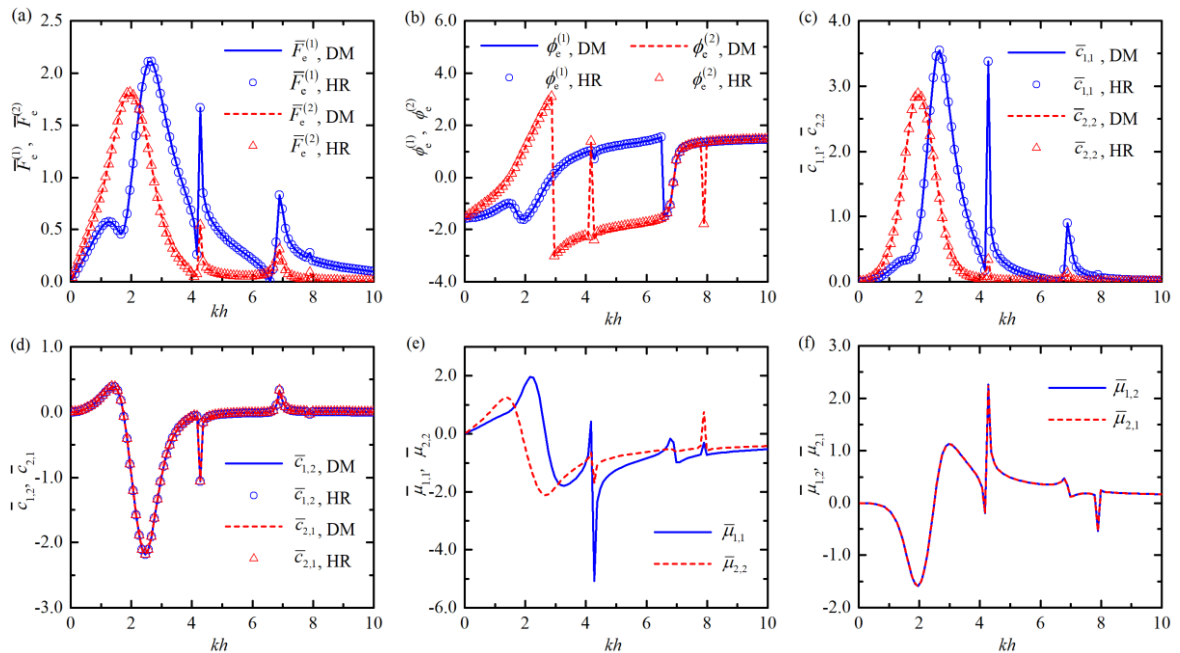 (a)
2.5
2.0
1.5
1.0
0.5
0.0
0 2 4 6 8 10
kh
F̅ₑ⁽¹⁾, F̅ₑ⁽²⁾
F̅ₑ⁽¹⁾, DM
F̅ₑ⁽¹⁾, HR
F̅ₑ⁽²⁾, DM
F̅ₑ⁽²⁾, HR
(b)
6.0
4.0
2.0
0.0
-2.0
-4.0
0 2 4 6 8 10
kh
ϕₑ⁽¹⁾, ϕₑ⁽²⁾
ϕₑ⁽¹⁾, DM
ϕₑ⁽²⁾, DM
ϕₑ⁽¹⁾, HR
ϕₑ⁽²⁾, HR
(c)
4.0
3.0
2.0
1.0
0.0
0 2 4 6 8 10
kh
c̅₁,₁, c̅₂,₂
c̅₁,₁, DM
c̅₁,₁, HR
c̅₂,₂, DM
c̅₂,₂, HR
(d)
1.0
0.0
-1.0
-2.0
-3.0
0 2 4 6 8 10
kh
c̅₁,₂, c̅₂,₁
c̅₁,₂, DM
c̅₁,₂, HR
c̅₂,₁, DM
c̅₂,₁, HR
(e)
2.0
0.0
-2.0
-4.0
-6.0
0 2 4 6 8 10
kh
μ̅₁,₁, μ̅₂,₂
μ̅₁,₁
μ̅₂,₂
(f)
3.0
2.0
1.0
0.0
-1.0
-2.0
0 2 4 6 8 10
kh
μ̅₁,₂, μ̅₂,₁
μ̅₁,₂
μ̅₂,₁